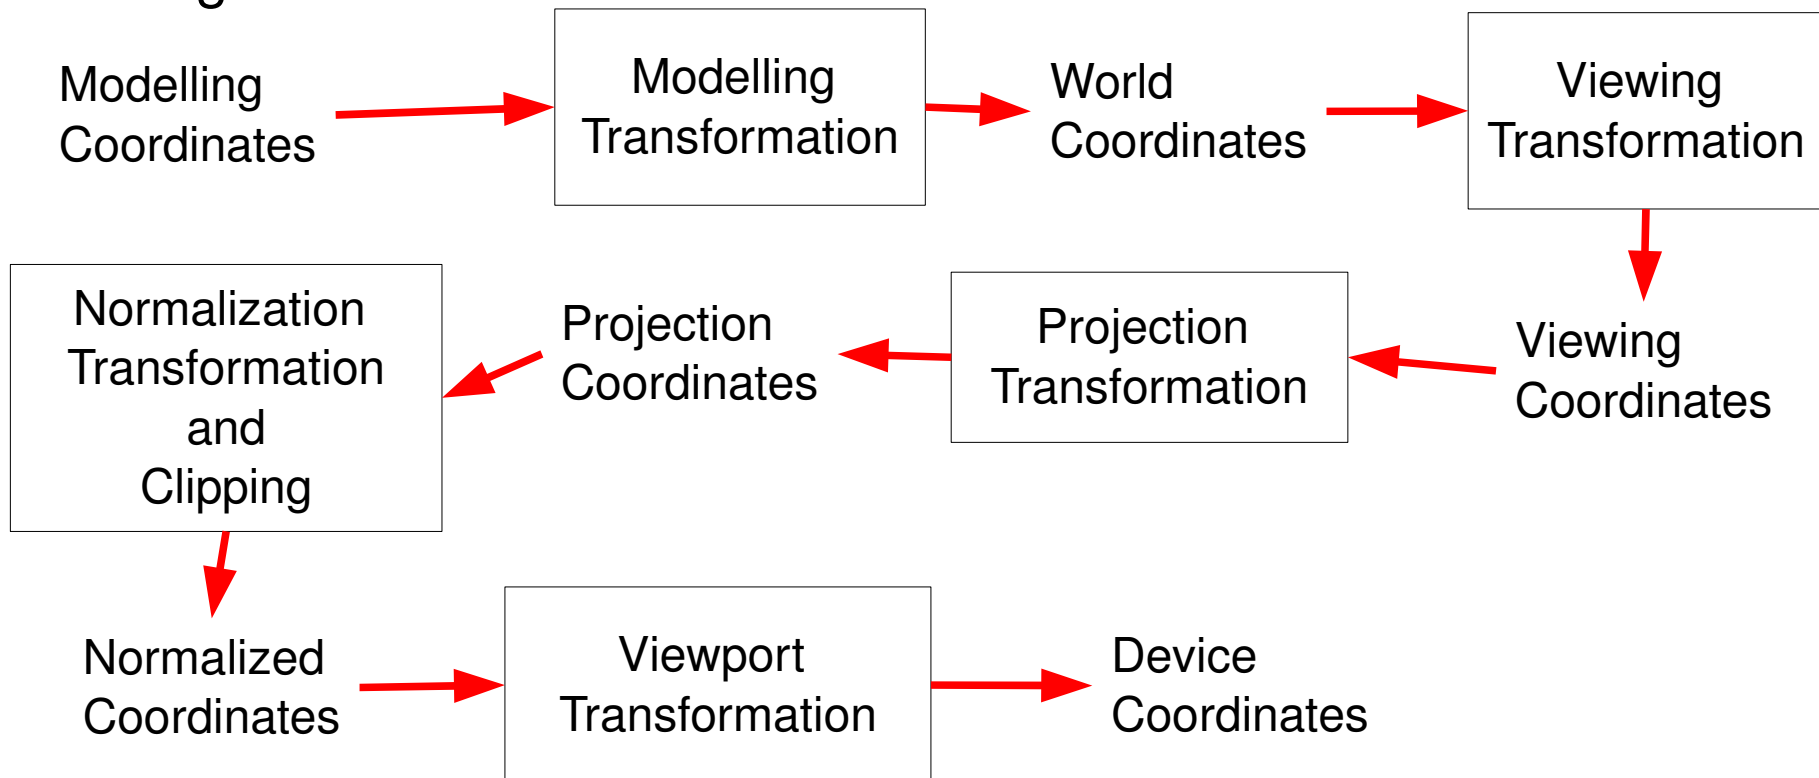 Modelling
Coordinates
Modelling
Transformation
World
Coordinates
Viewing
Transformation
Viewing
Coordinates
Projection
Transformation
Projection
Coordinates
Normalization
Transformation
and
Clipping
Normalized
Coordinates
Viewport
Transformation
Device
Coordinates